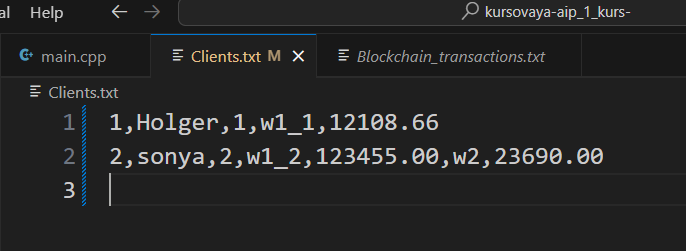 al Help ← → kursovaya-aip_1_kurs-
main.cpp Clients.txt M × Blockchain_transactions.txt
Clients.txt
1 1,Holger,1,w1_1,12108.66
2 2,sonya,2,w1_2,123455.00,w2,23690.00
3